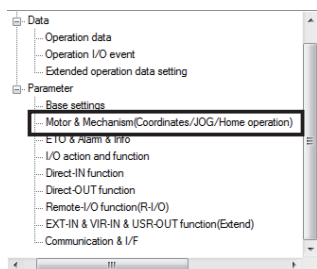 Data
Operation data
Operation I/O event
Extended operation data setting
Parameter
Base settings
Motor & Mechanism(Coordinates/JOG/Home operation)
ETO & Alarm & Info
I/O action and function
Direct-IN function
Direct-OUT function
Remote-I/O function(R-I/O)
EXT-IN & VIR-IN & USR-OUT function(Extend)
Communication & I/F